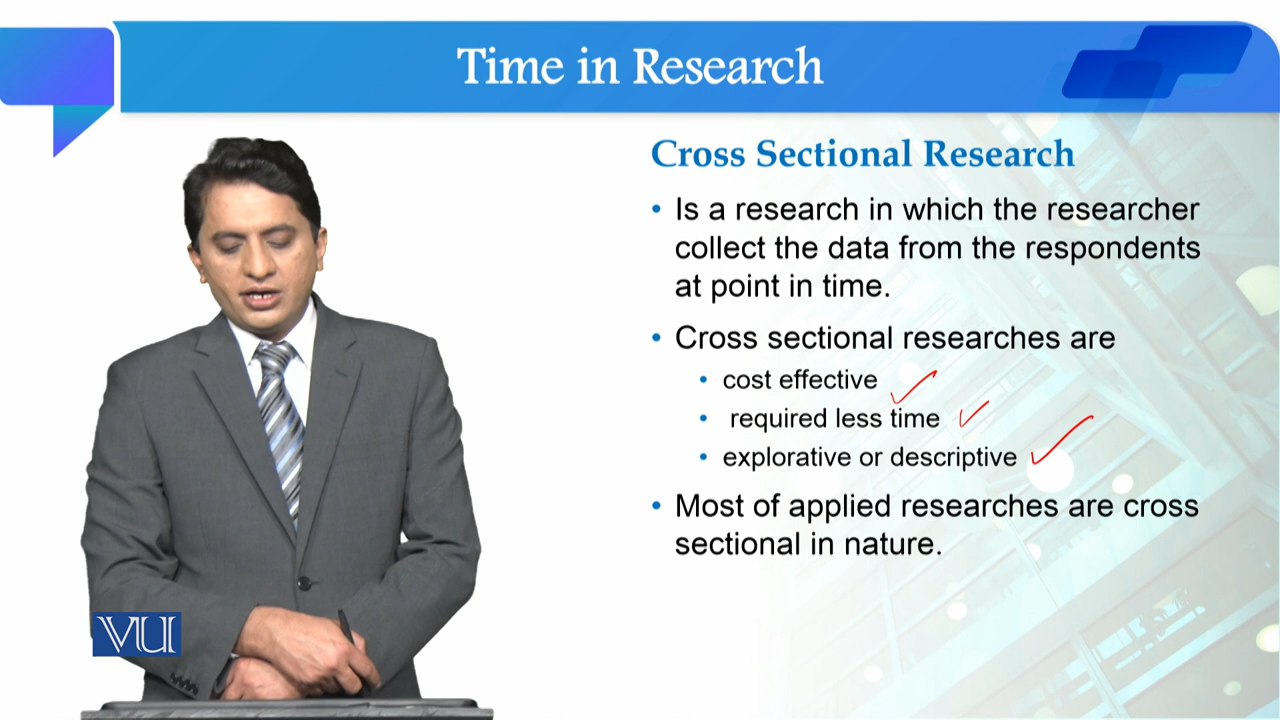 Time in Research
Cross Sectional Research
• Is a research in which the researcher
collect the data from the respondents
at point in time.
• Cross sectional researches are
• cost effective
• required less time
• explorative or descriptive
• Most of applied researches are cross
sectional in nature.
VU